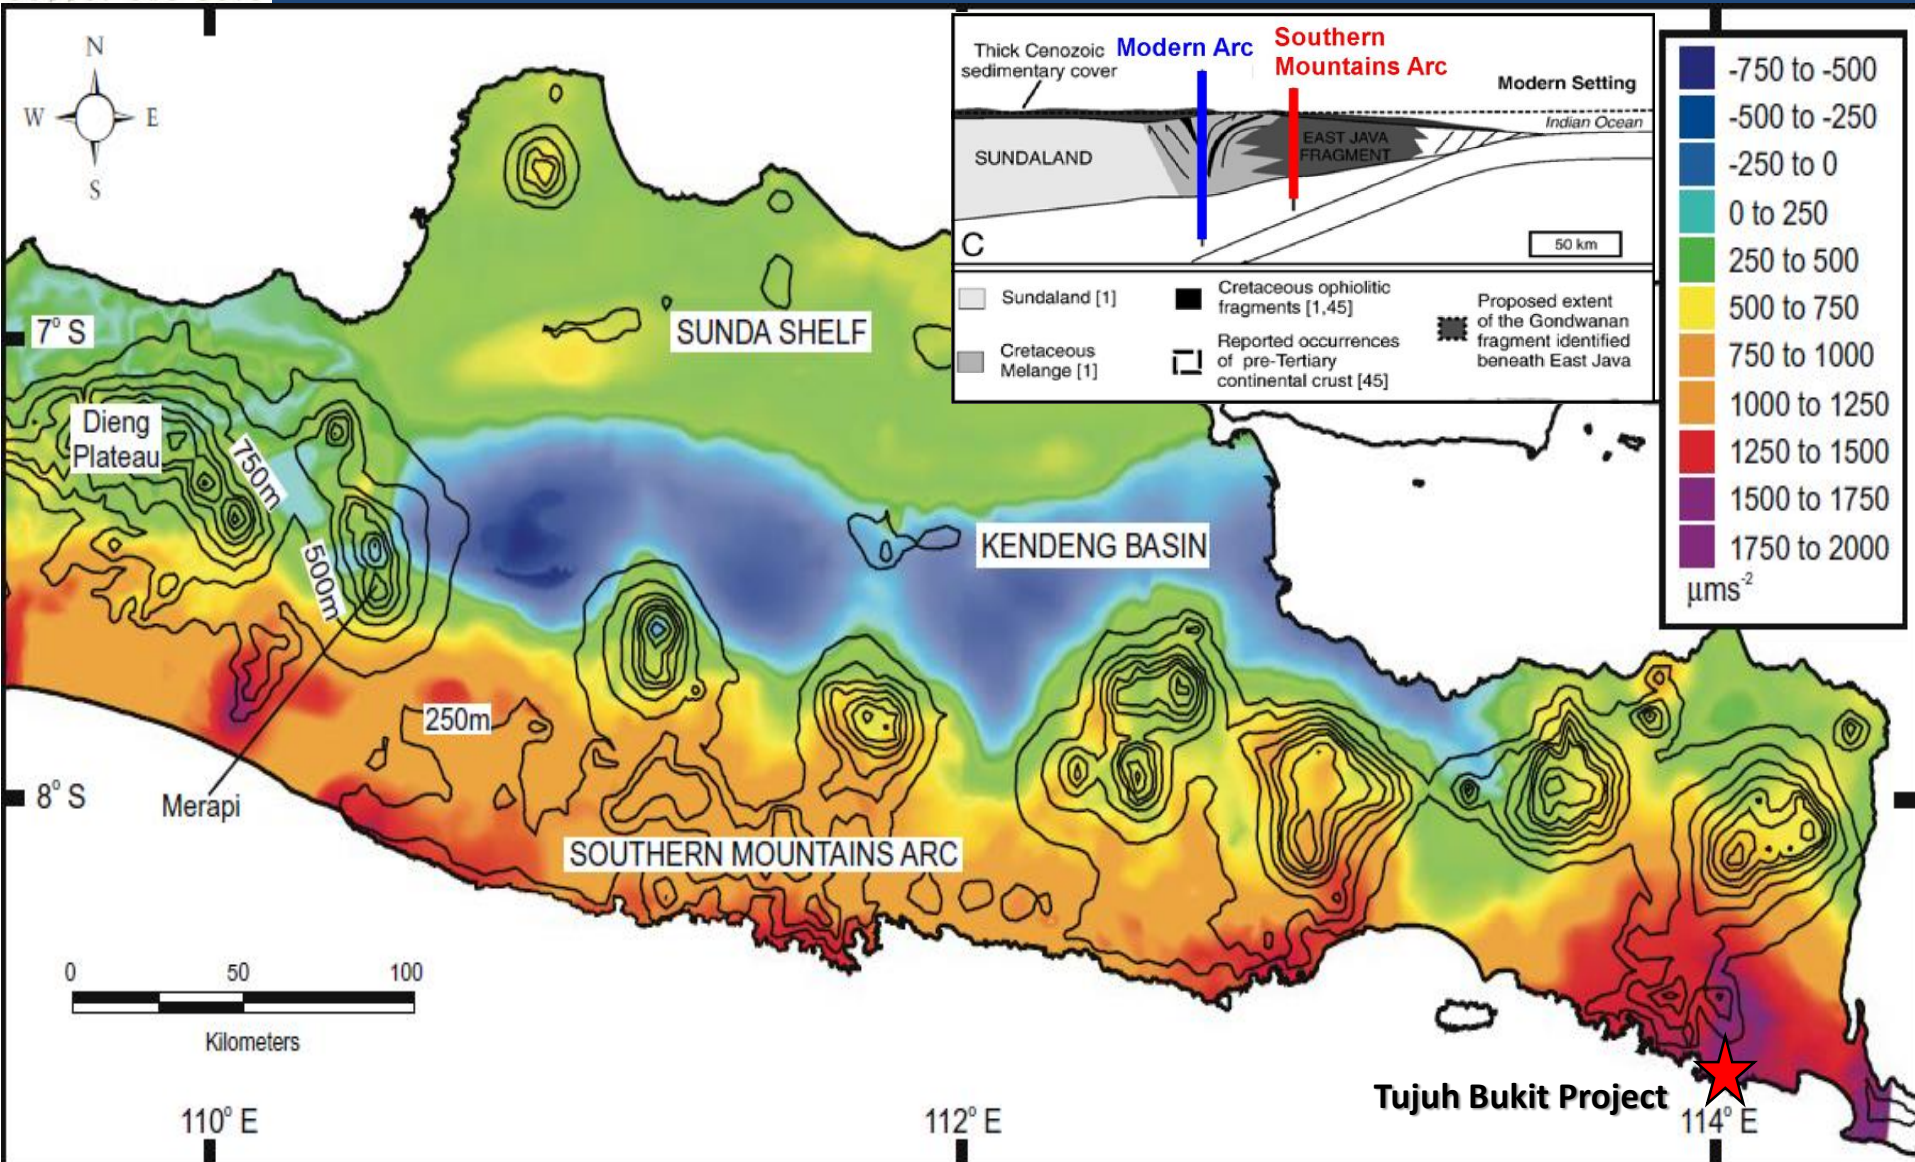 N
W E
S
7° S
8° S
110° E
112° E
114° E
Dieng
Plateau
750m
500m
250m
Merapi
SUNDA SHELF
KENDENG BASIN
SOUTHERN MOUNTAINS ARC
Tujuh Bukit Project
0 50 100
Kilometers
Thick Cenozoic
sedimentary cover
Modern Arc
Southern
Mountains Arc
Modern Setting
Indian Ocean
SUNDALAND
EAST JAVA
FRAGMENT
C
50 km
Sundaland [1]
Cretaceous
Melange [1]
Cretaceous ophiolitic
fragments [1,45]
Reported occurrences
of pre-Tertiary
continental crust [45]
Proposed extent
of the Gondwanan
fragment identified
beneath East Java
-750 to -500
-500 to -250
-250 to 0
0 to 250
250 to 500
500 to 750
750 to 1000
1000 to 1250
1250 to 1500
1500 to 1750
1750 to 2000
μms⁻²